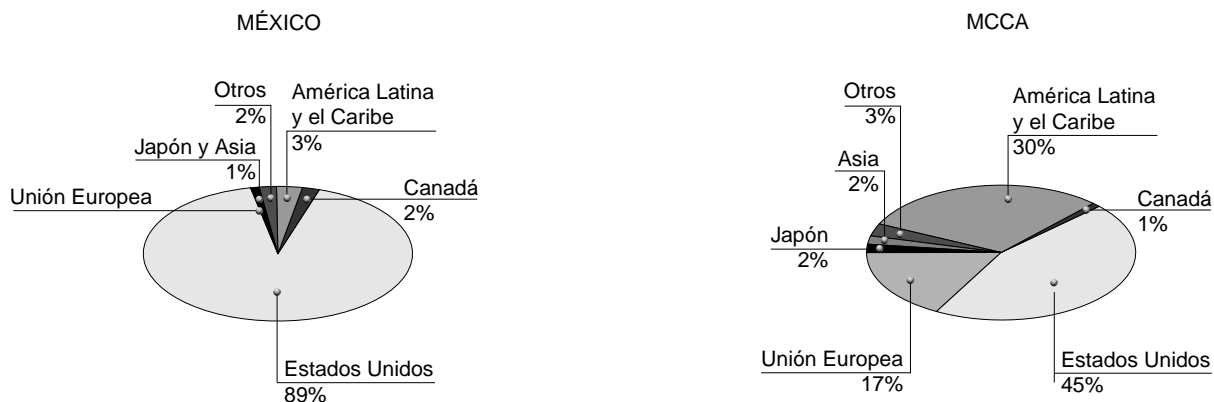 MÉXICO
Otros
2%
América Latina
y el Caribe
3%
Japón y Asia
1%
Unión Europea
Canadá
2%
Estados Unidos
89%
MCCA
Otros
3%
América Latina
y el Caribe
30%
Asia
2%
Canadá
1%
Japón
2%
Unión Europea
17%
Estados Unidos
45%